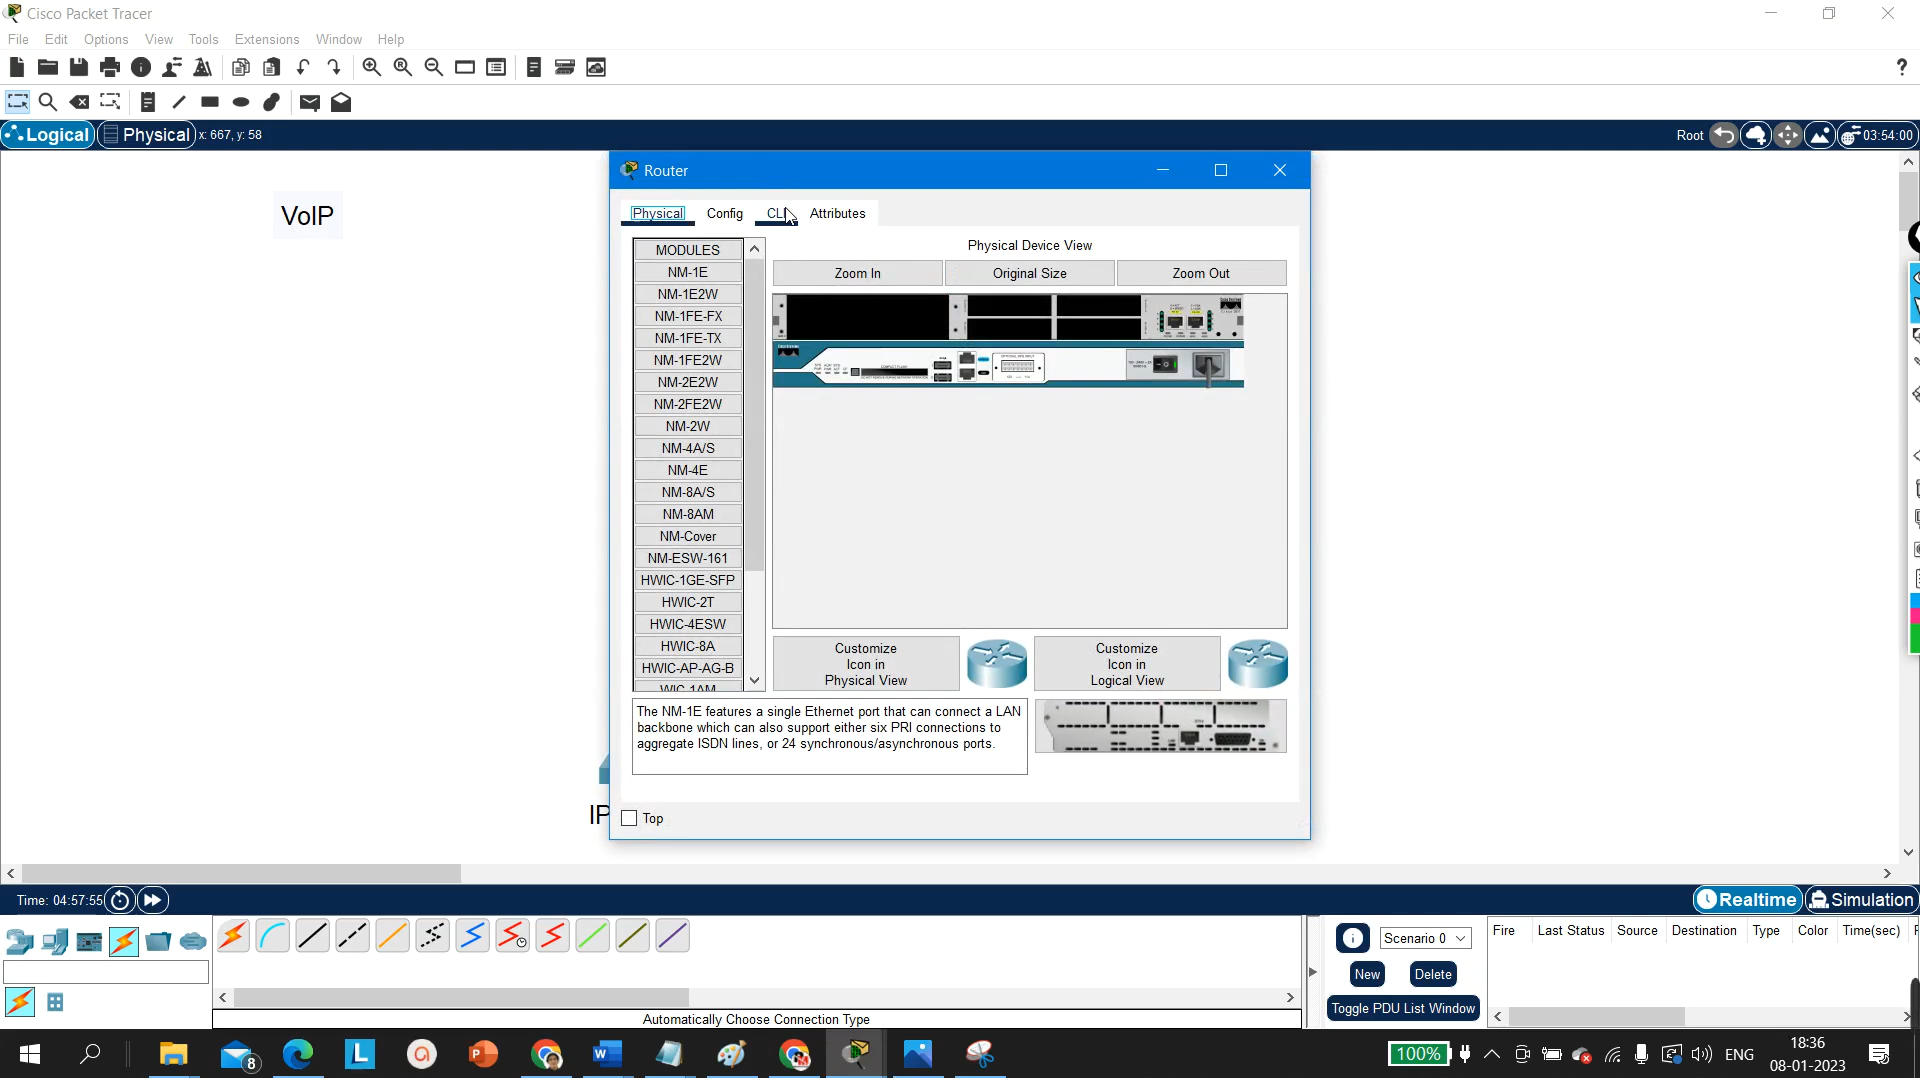 Cisco Packet Tracer
File Edit Options View Tools Extensions Window Help
Logical Physical x: 667, y: 58
Root 03:54:00
VoIP
Router
Physical Config CLI Attributes
MODULES
NM-1E
NM-1E2W
NM-1FE-FX
NM-1FE-TX
NM-1FE2W
NM-2E2W
NM-2FE2W
NM-2W
NM-4A/S
NM-4E
NM-8A/S
NM-8AM
NM-Cover
NM-ESW-161
HWIC-1GE-SFP
HWIC-2T
HWIC-4ESW
HWIC-8A
HWIC-AP-AG-B
WIC-1AM
Physical Device View
Zoom In Original Size Zoom Out
Customize
Icon in
Physical View
Customize
Icon in
Logical View
The NM-1E features a single Ethernet port that can connect a LAN
backbone which can also support either six PRI connections to
aggregate ISDN lines, or 24 synchronous/asynchronous ports.
IP
Top
Time: 04:57:55
Realtime Simulation
Scenario 0
New Delete
Toggle PDU List Window
Fire Last Status Source Destination Type Color Time(sec) P
Automatically Choose Connection Type
8
100% ENG
18:36
08-01-2023